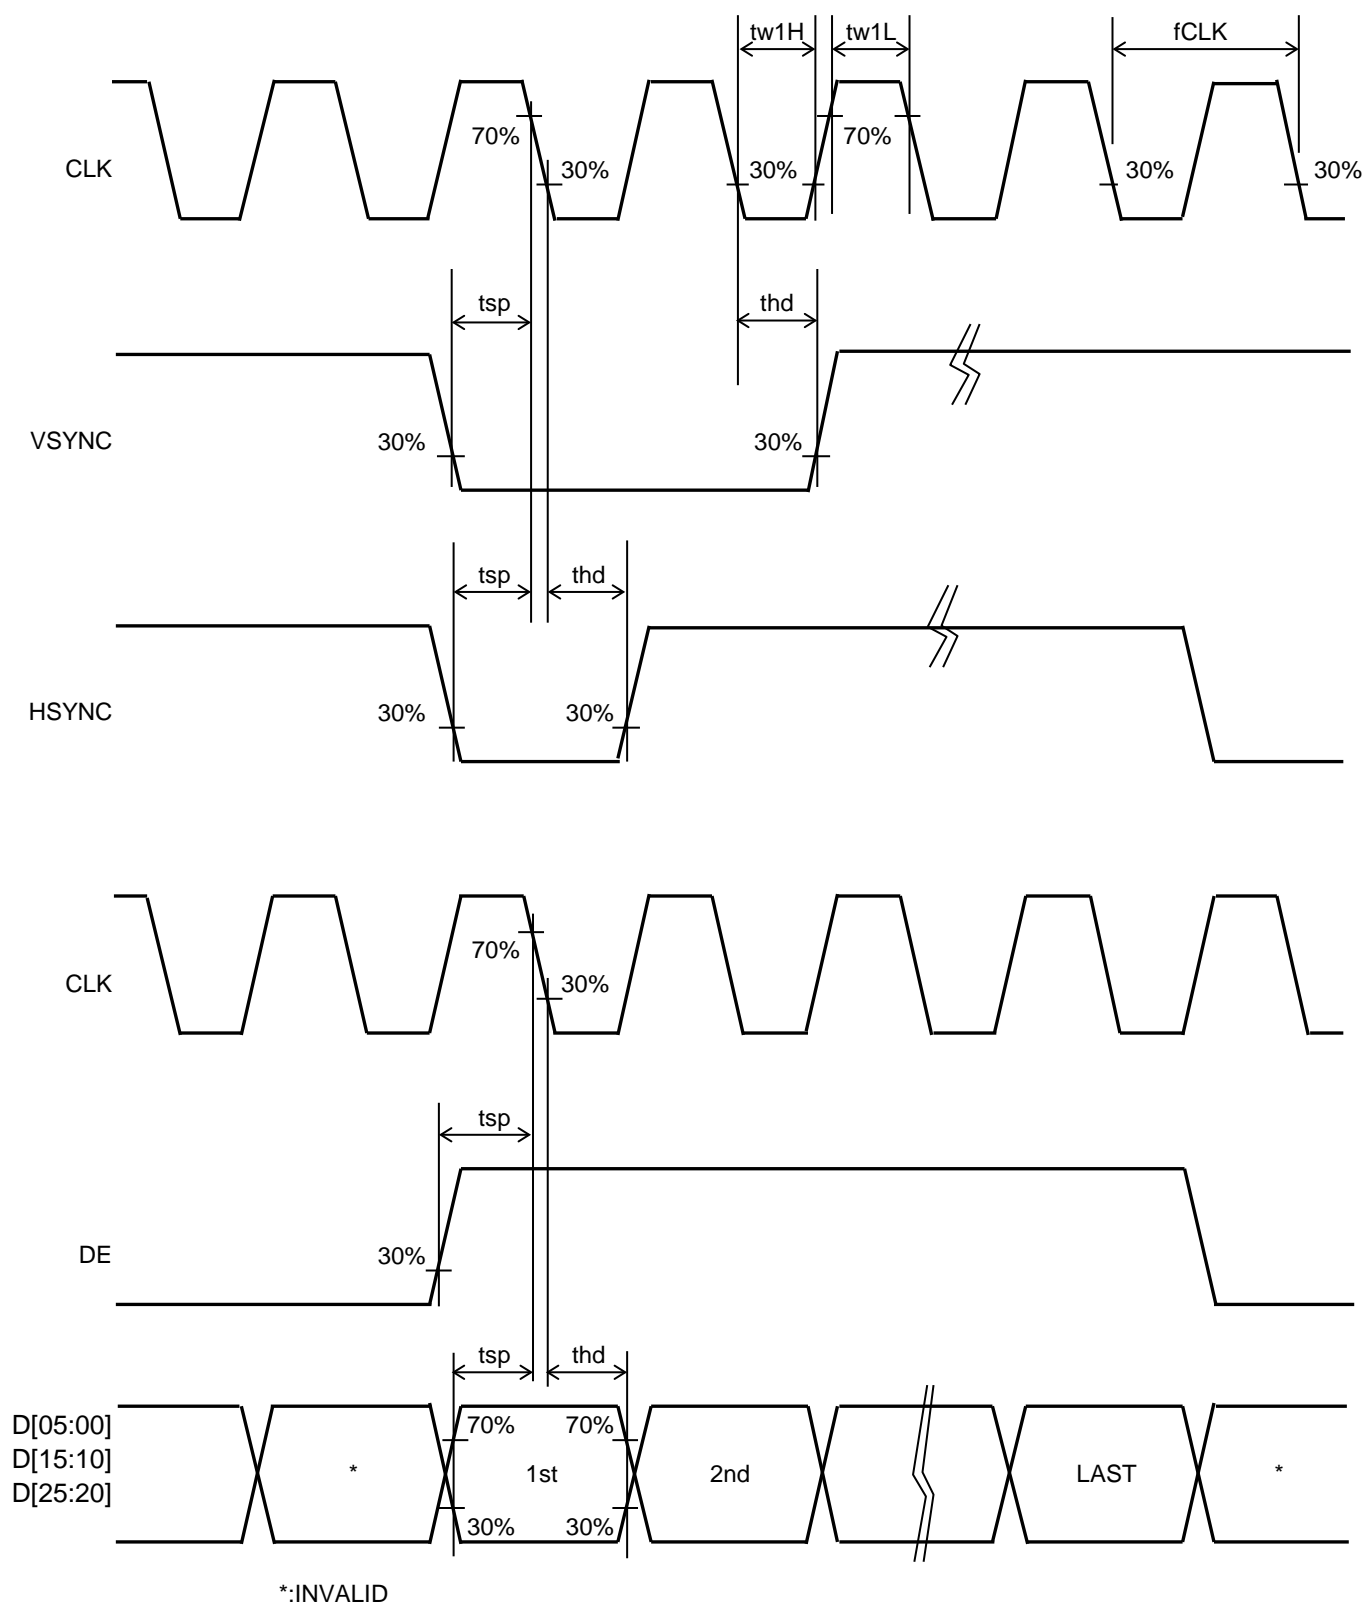 tw1H tw1L fCLK
70% 70%
CLK 30% 30% 30% 30%
tsp thd
VSYNC 30% 30%
tsp thd
HSYNC 30% 30%
70%
CLK 30%
tsp
DE 30%
tsp thd
D[05:00] 70% 70%
D[15:10] * 1st 2nd LAST *
D[25:20]
30% 30%
*:INVALID